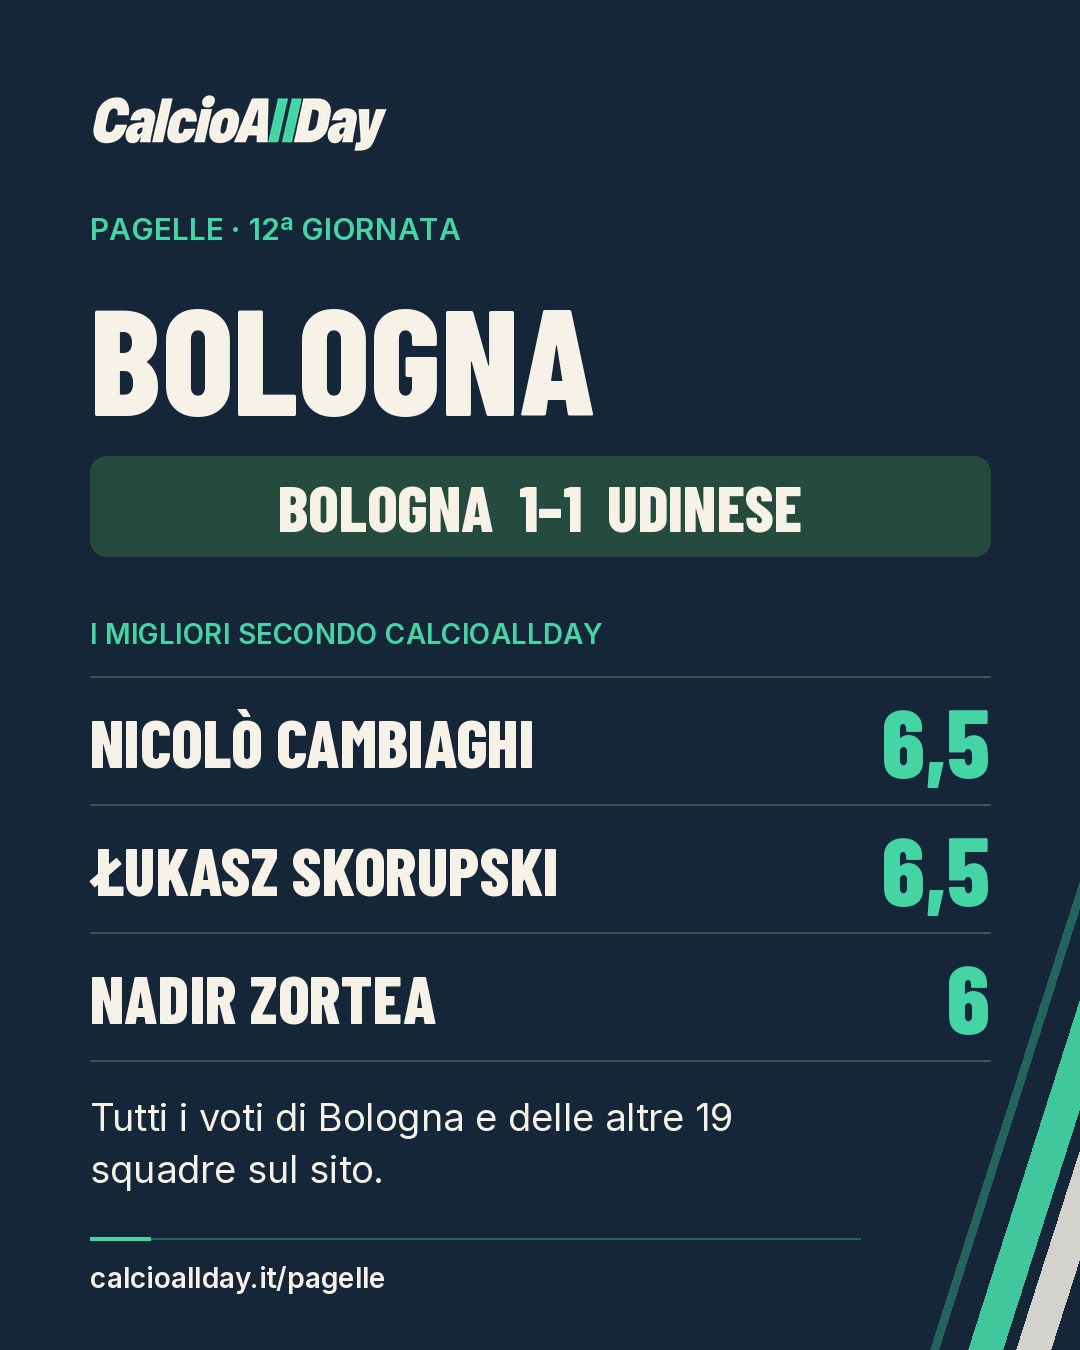 CalcioAllDay
PAGELLE · 12ª GIORNATA
BOLOGNA
BOLOGNA 1–1 UDINESE
I MIGLIORI SECONDO CALCIOALLDAY
NICOLÒ CAMBIAGHI 6,5
ŁUKASZ SKORUPSKI 6,5
NADIR ZORTEA 6
Tutti i voti di Bologna e delle altre 19
squadre sul sito.
calcioallday.it/pagelle